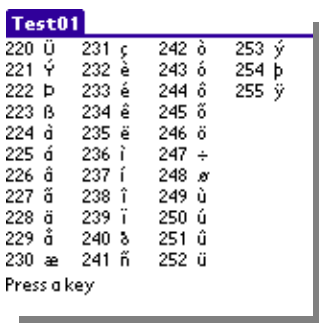 Test01
220 Ü 231 ç 242 ò 253 ý
221 Ý 232 è 243 ó 254 þ
222 Þ 233 é 244 ô 255 ÿ
223 ß 234 ê 245 õ
224 à 235 ë 246 ö
225 á 236 ì 247 ÷
226 â 237 í 248 ø
227 ã 238 î 249 ù
228 ä 239 ï 250 ú
229 å 240 ð 251 û
230 æ 241 ñ 252 ü
Press a key